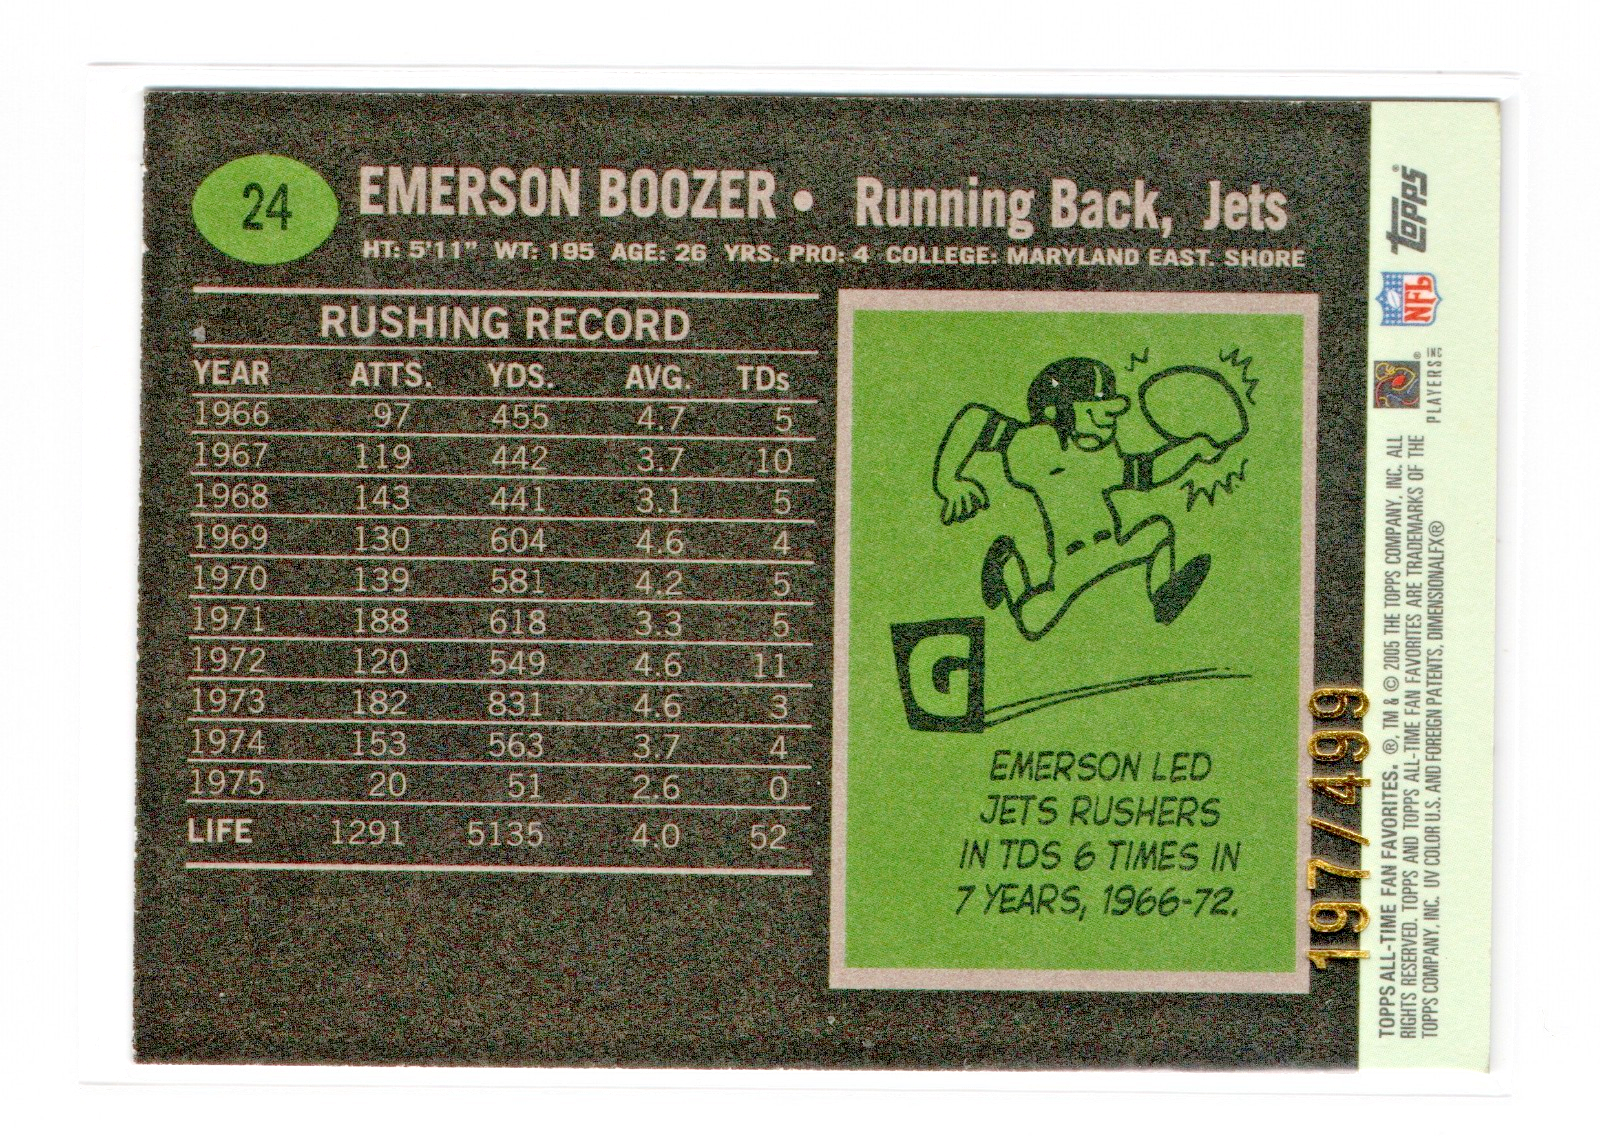 24
EMERSON BOOZER • Running Back, Jets
HT: 5'11" WT: 195 AGE: 26 YRS. PRO: 4 COLLEGE: MARYLAND EAST. SHORE
RUSHING RECORD
YEAR ATTS. YDS. AVG. TDs
1966 97 455 4.7 5
1967 119 442 3.7 10
1968 143 441 3.1 5
1969 130 604 4.6 4
1970 139 581 4.2 5
1971 188 618 3.3 5
1972 120 549 4.6 11
1973 182 831 4.6 3
1974 153 563 3.7 4
1975 20 51 2.6 0
LIFE 1291 5135 4.0 52
G
EMERSON LED
JETS RUSHERS
IN TDS 6 TIMES IN
7 YEARS, 1966-72.
197/499
Topps®
NFL
PLAYERS INC
TOPPS ALL-TIME FAN FAVORITES. ®, TM & © 2005 THE TOPPS COMPANY, INC. ALL
RIGHTS RESERVED. TOPPS AND TOPPS ALL-TIME FAN FAVORITES ARE TRADEMARKS OF THE
TOPPS COMPANY, INC. UV COLOR U.S. AND FOREIGN PATENTS, DIMENSIONALFX®